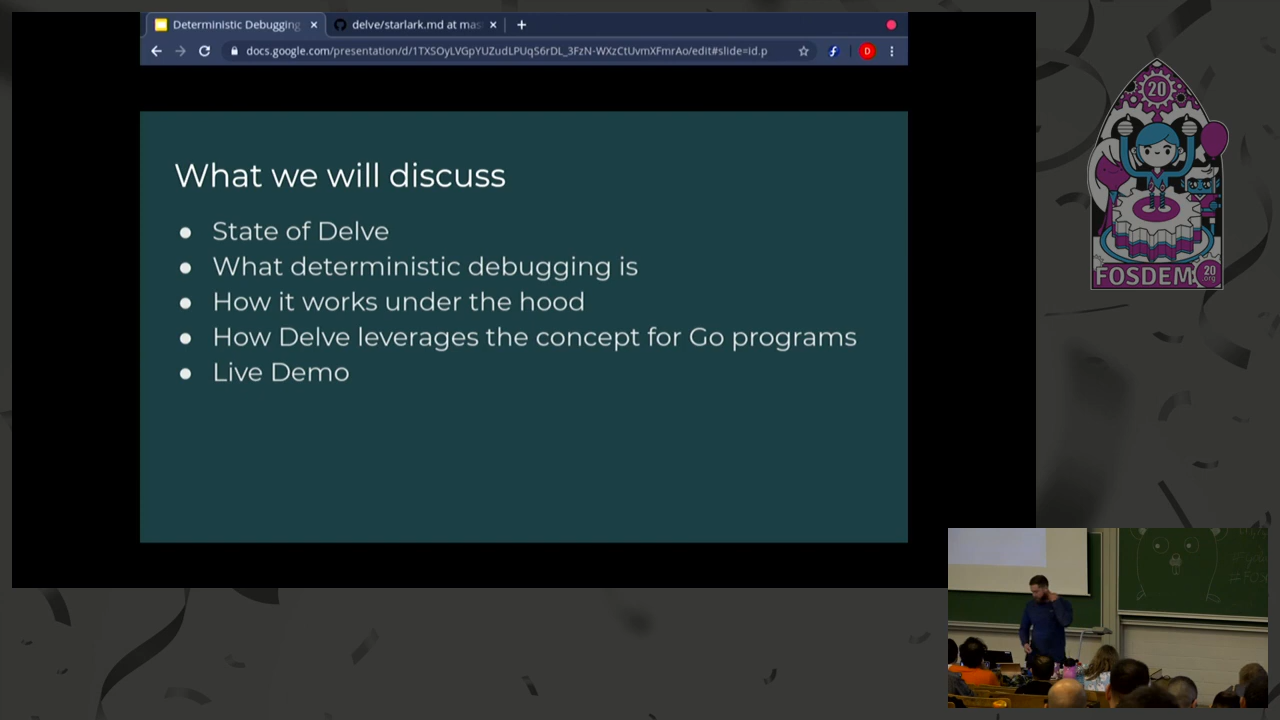 Deterministic Debugging
delve/starlark.md at mas
docs.google.com/presentation/d/1TXSOyLVGpYUZudLPUqS6rDL_3FzN-WXzCtUvmXFmrAo/edit#slide=id.p
D
What we will discuss
● State of Delve
● What deterministic debugging is
● How it works under the hood
● How Delve leverages the concept for Go programs
● Live Demo
20
FOSDEM
20
.org